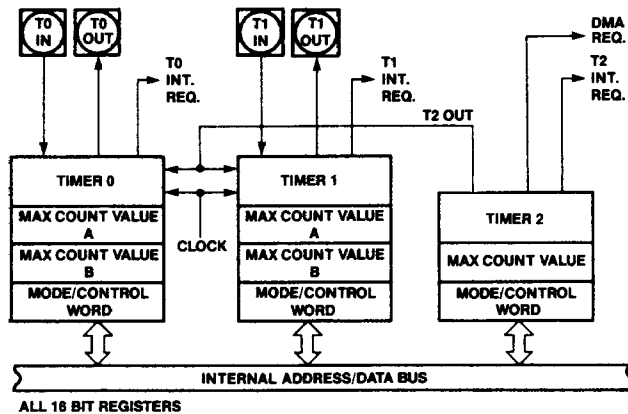 T0
IN
T0
OUT
T1
IN
T1
OUT
DMA
REQ.
T0
INT.
REQ.
T1
INT.
REQ.
T2
INT.
REQ.
T2 OUT
TIMER 0
MAX COUNT VALUE
A
MAX COUNT VALUE
B
MODE/CONTROL
WORD
CLOCK
TIMER 1
MAX COUNT VALUE
A
MAX COUNT VALUE
B
MODE/CONTROL
WORD
TIMER 2
MAX COUNT VALUE
MODE/CONTROL
WORD
INTERNAL ADDRESS/DATA BUS
ALL 16 BIT REGISTERS